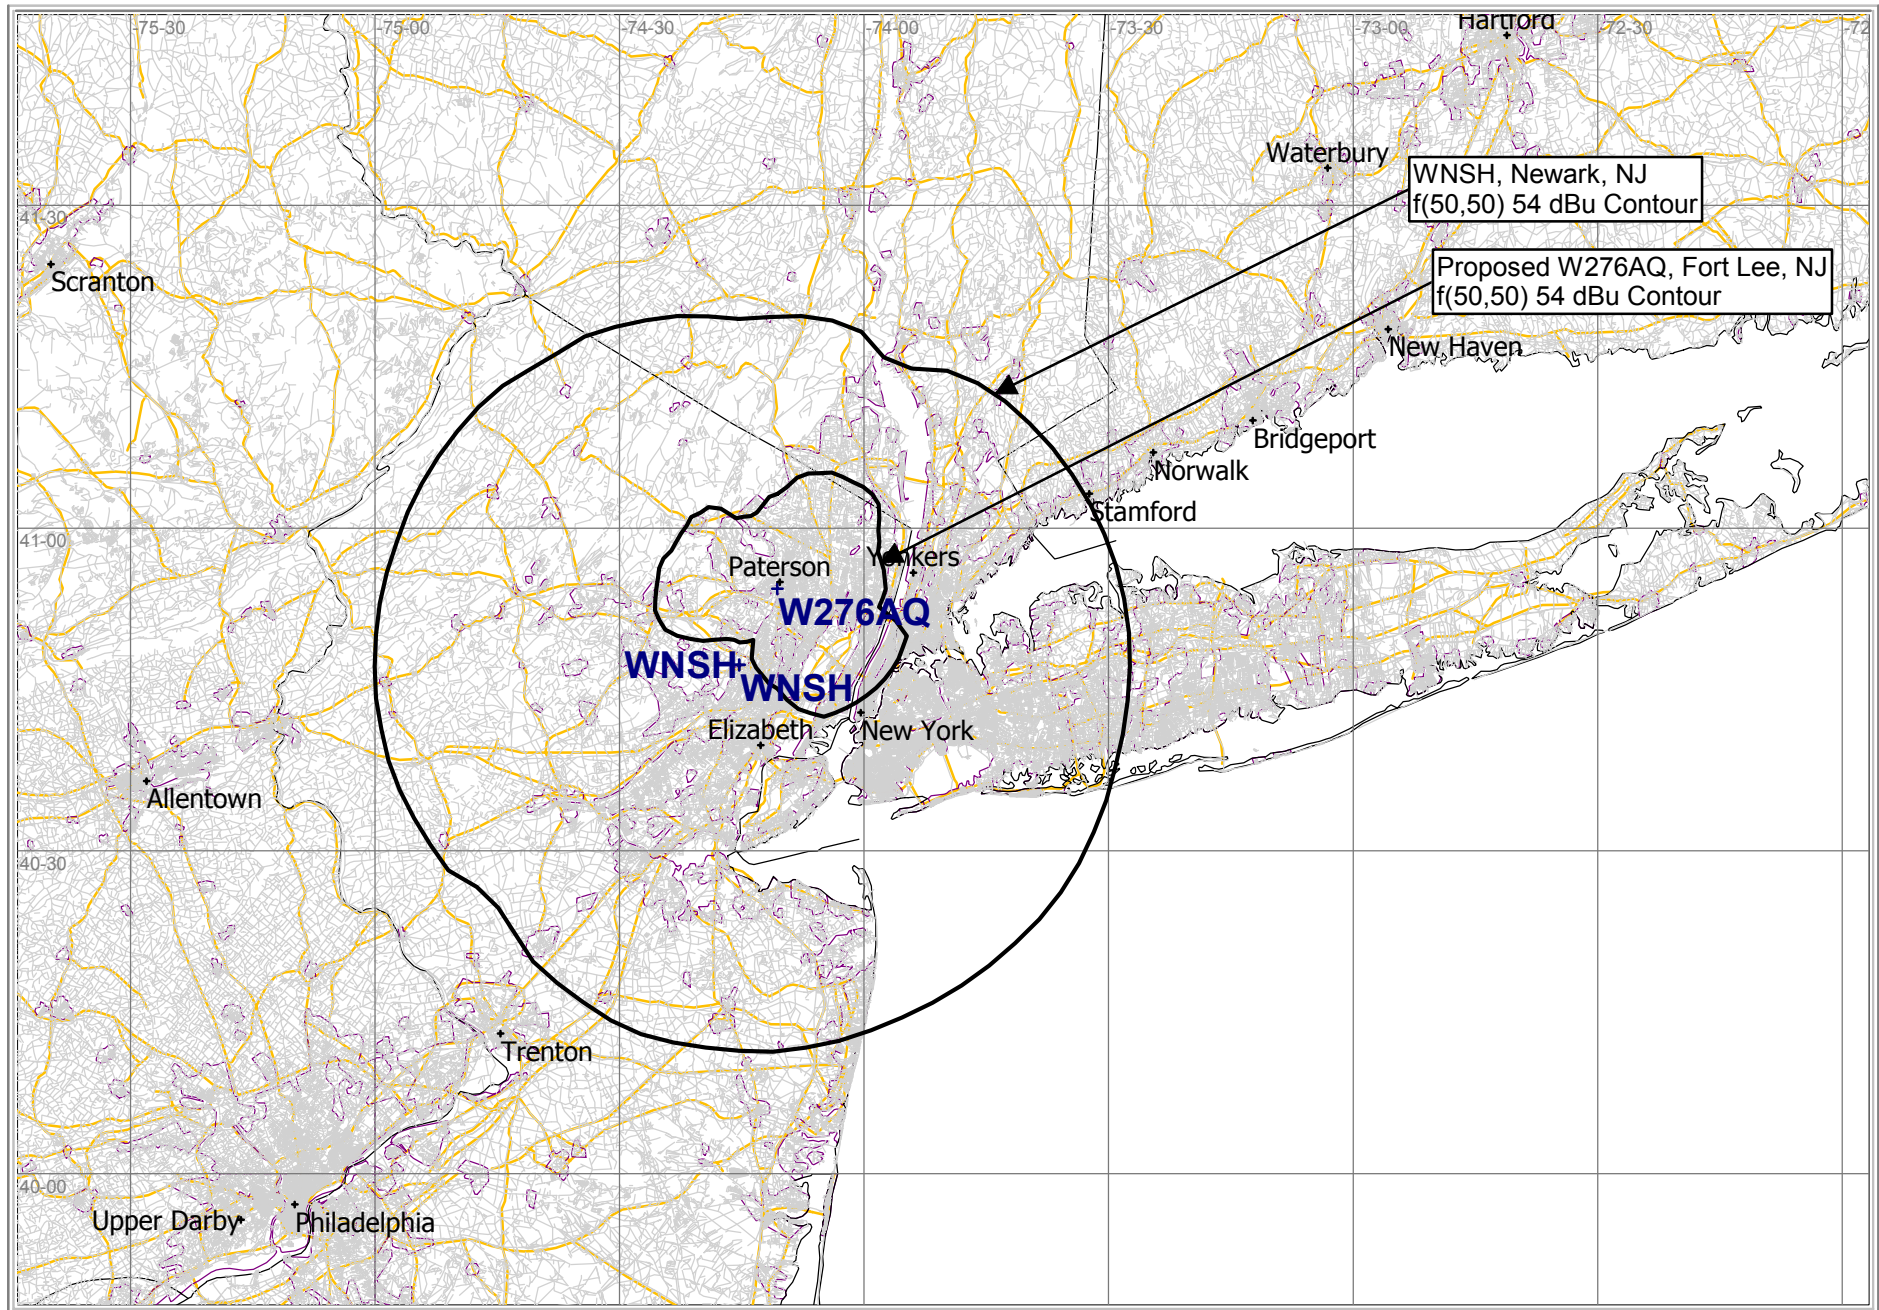 -75-30
-75-00
-74-30
-74-00
-73-30
-73-00
-72-30
-72
Hartford
Waterbury
WNSH, Newark, NJ
f(50,50) 54 dBu Contour
41-30
Scranton
Proposed W276AQ, Fort Lee, NJ
f(50,50) 54 dBu Contour
New Haven
Bridgeport
Norwalk
Stamford
41-00
Yonkers
Paterson
W276AQ
WNSH
WNSH
Elizabeth
New York
Allentown
40-30
Trenton
40-00
Upper Darby
Philadelphia